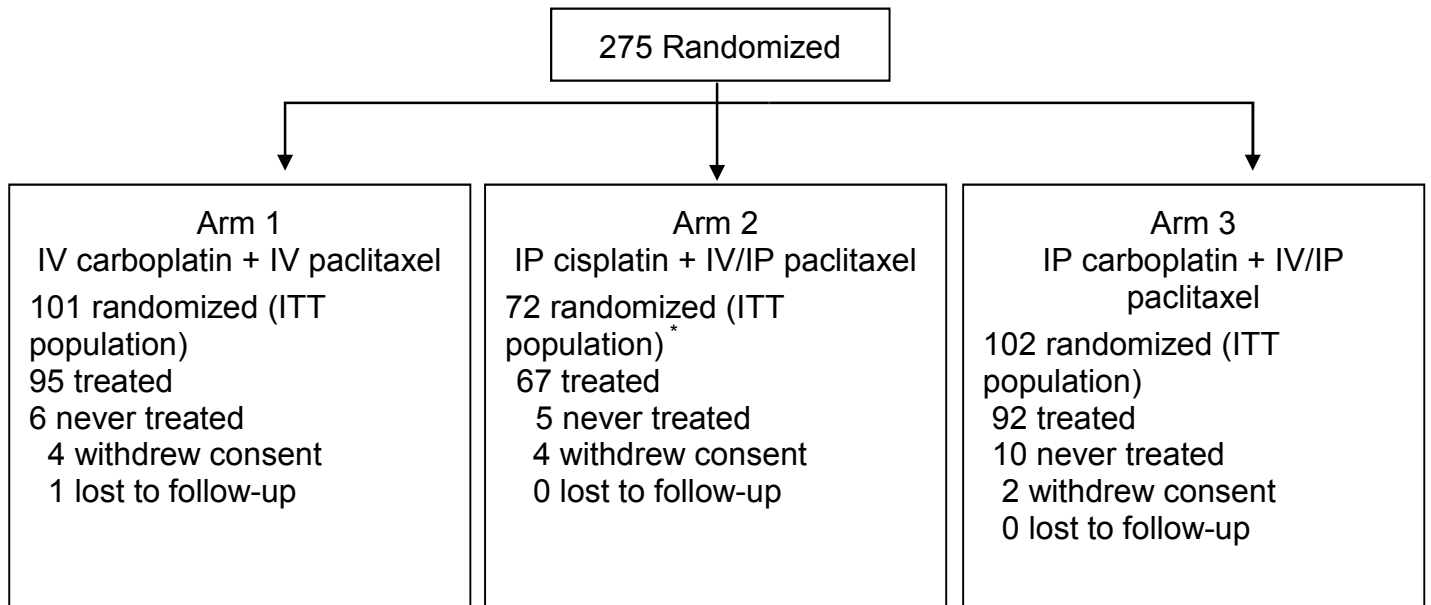 275 Randomized
Arm 1
IV carboplatin + IV paclitaxel
101 randomized (ITT
population)
95 treated
6 never treated
4 withdrew consent
1 lost to follow-up
Arm 2
IP cisplatin + IV/IP paclitaxel
72 randomized (ITT
population) *
67 treated
5 never treated
4 withdrew consent
0 lost to follow-up
Arm 3
IP carboplatin + IV/IP
paclitaxel
102 randomized (ITT
population)
92 treated
10 never treated
2 withdrew consent
0 lost to follow-up